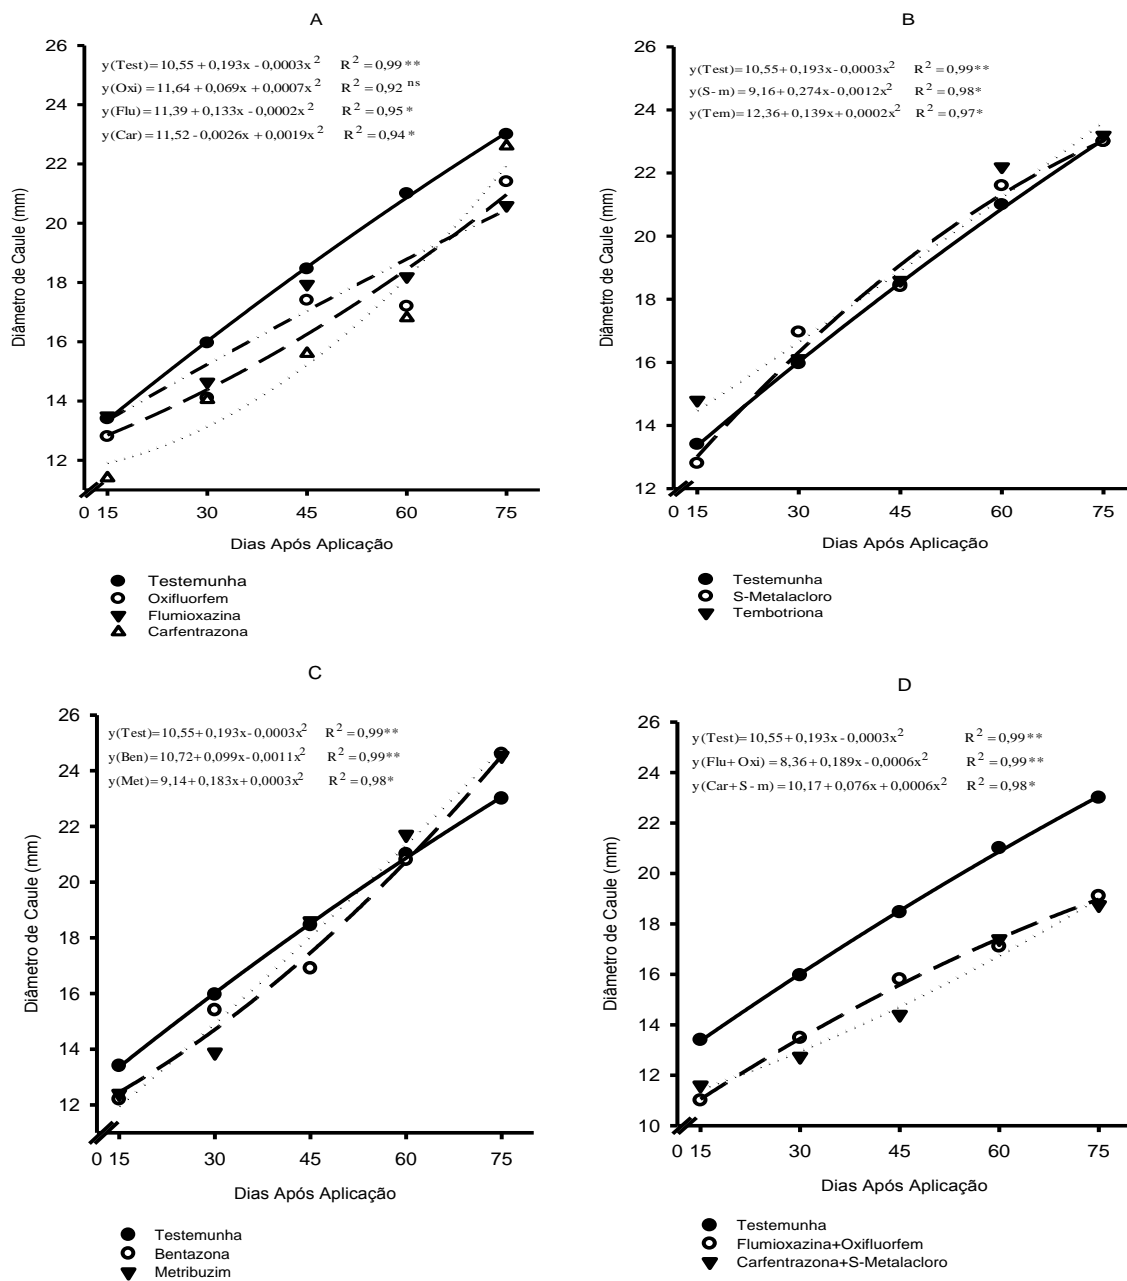 A
26
24
22
20
18
16
14
12
0 15 30 45 60 75
Diâmetro de Caule (mm)
y(Test)=10,55+0,193x-0,0003x² R²=0,99**
y(Oxi)=11,64+0,069x+0,0007x² R²=0,92 ns
y(Flu)=11,39+0,133x-0,0002x² R²=0,95*
y(Car)=11,52-0,0026x+0,0019x² R²=0,94*
Dias Após Aplicação
Testemunha
Oxifluorfem
Flumioxazina
Carfentrazona
B
26
24
22
20
18
16
14
12
0 15 30 45 60 75
Diâmetro de Caule (mm)
y(Test)=10,55+0,193x-0,0003x² R²=0,99**
y(S-m)=9,16+0,274x-0,0012x² R²=0,98*
y(Tem)=12,36+0,139x+0,0002x² R²=0,97*
Dias Após Aplicação
Testemunha
S-Metalacloro
Tembotriona
C
26
24
22
20
18
16
14
12
0 15 30 45 60 75
Diâmetro de Caule (mm)
y(Test)=10,55+0,193x-0,0003x² R²=0,99**
y(Ben)=10,72+0,099x-0,0011x² R²=0,99**
y(Met)=9,14+0,183x+0,0003x² R²=0,98*
Dias Após Aplicação
Testemunha
Bentazona
Metribuzim
D
26
24
22
20
18
16
14
12
10
0 15 30 45 60 75
Diâmetro de Caule (mm)
y(Test)=10,55+0,193x-0,0003x² R²=0,99**
y(Flu+Oxi)=8,36+0,189x-0,0006x² R²=0,99**
y(Car+S-m)=10,17+0,076x+0,0006x² R²=0,98*
Dias Após Aplicação
Testemunha
Flumioxazina+Oxifluorfem
Carfentrazona+S-Metalacloro